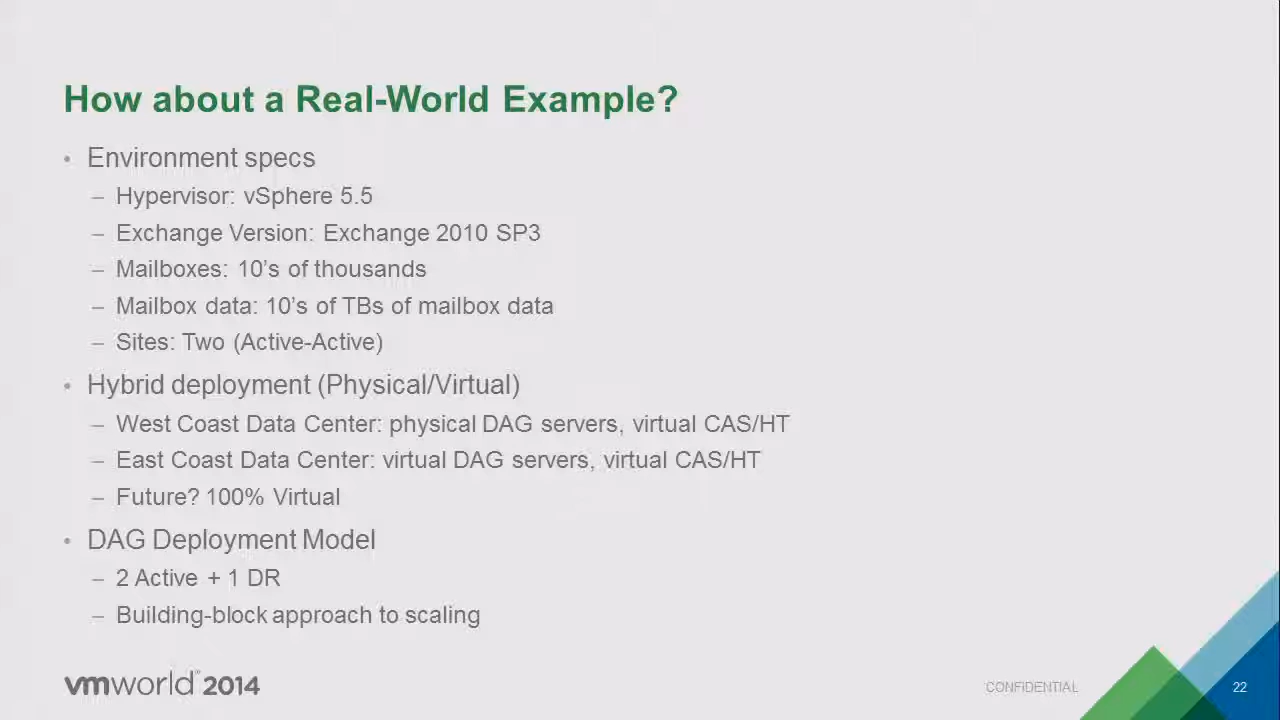 How about a Real-World Example?
• Environment specs
– Hypervisor: vSphere 5.5
– Exchange Version: Exchange 2010 SP3
– Mailboxes: 10's of thousands
– Mailbox data: 10's of TBs of mailbox data
– Sites: Two (Active-Active)
• Hybrid deployment (Physical/Virtual)
– West Coast Data Center: physical DAG servers, virtual CAS/HT
– East Coast Data Center: virtual DAG servers, virtual CAS/HT
– Future? 100% Virtual
• DAG Deployment Model
– 2 Active + 1 DR
– Building-block approach to scaling
vmworld 2014
CONFIDENTIAL
22